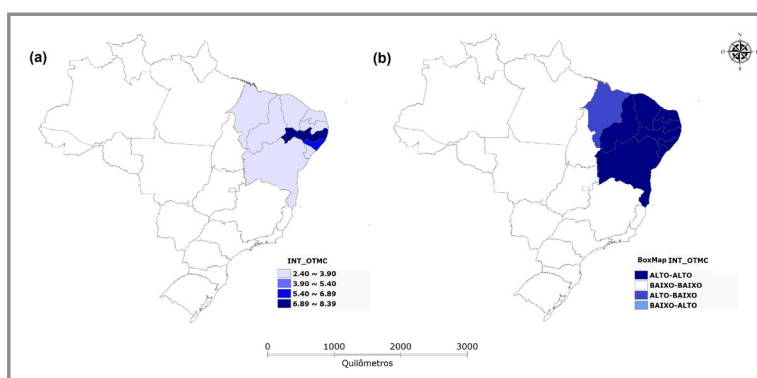 (a)
(b)
N
O
E
S
INT_OTMC
2.40 ~ 3.90
3.90 ~ 5.40
5.40 ~ 6.89
6.89 ~ 8.39
BoxMap INT_OTMC
ALTO-ALTO
BAIXO-BAIXO
ALTO-BAIXO
BAIXO-ALTO
0 1000 2000 3000
Quilômetros